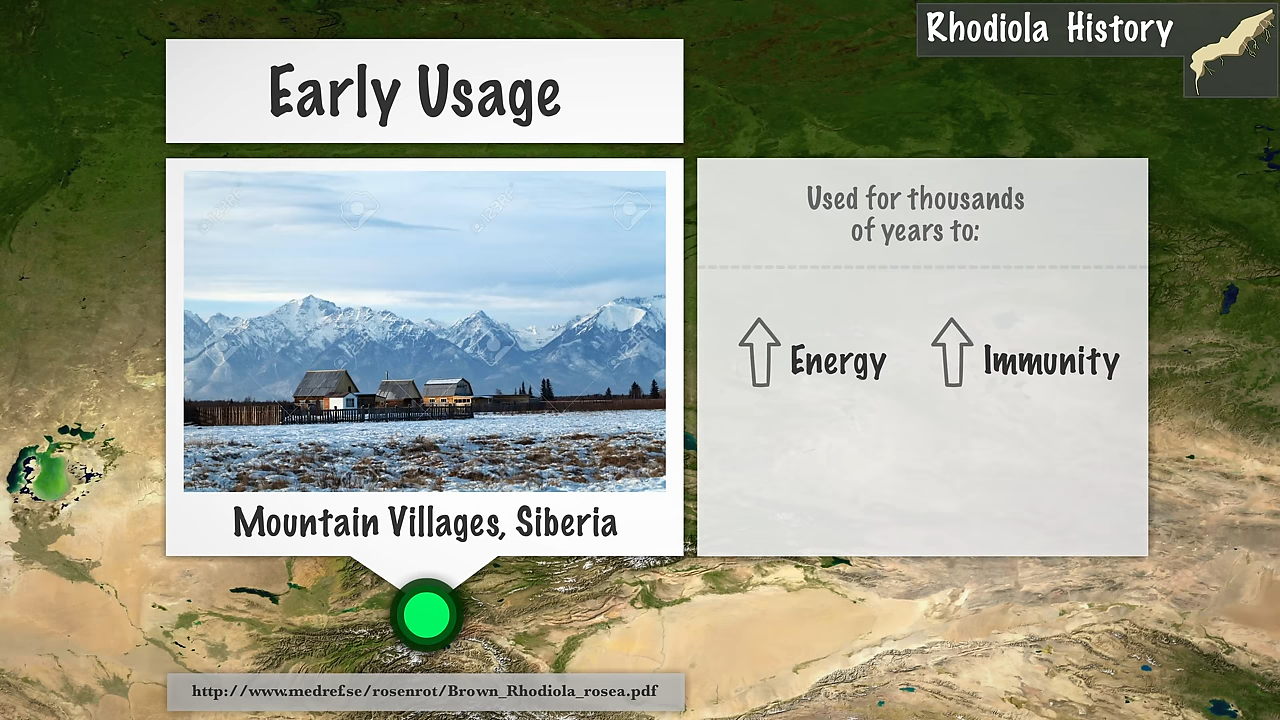 Rhodiola History
Early Usage
Used for thousands
of years to:
Energy
Immunity
Mountain Villages, Siberia
http://www.medref.se/rosenrot/Brown_Rhodiola_rosea.pdf